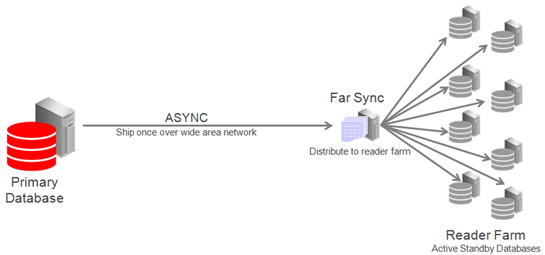 ASYNC
Ship once over wide area network
Far Sync
Distribute to reader farm
Primary
Database
Reader Farm
Active Standby Databases